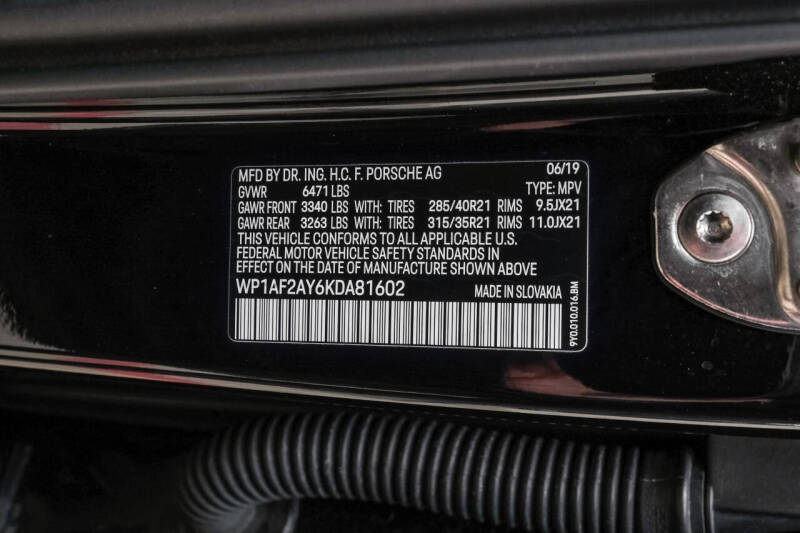 MFD BY DR. ING. H.C. F. PORSCHE AG 06/19
GVWR 6471 LBS TYPE: MPV
GAWR FRONT 3340 LBS WITH: TIRES 285/40R21 RIMS 9.5JX21
GAWR REAR 3263 LBS WITH: TIRES 315/35R21 RIMS 11.0JX21
THIS VEHICLE CONFORMS TO ALL APPLICABLE U.S.
FEDERAL MOTOR VEHICLE SAFETY STANDARDS IN
EFFECT ON THE DATE OF MANUFACTURE SHOWN ABOVE
WP1AF2AY6KDA81602 MADE IN SLOVAKIA
9Y0.010.016.BM